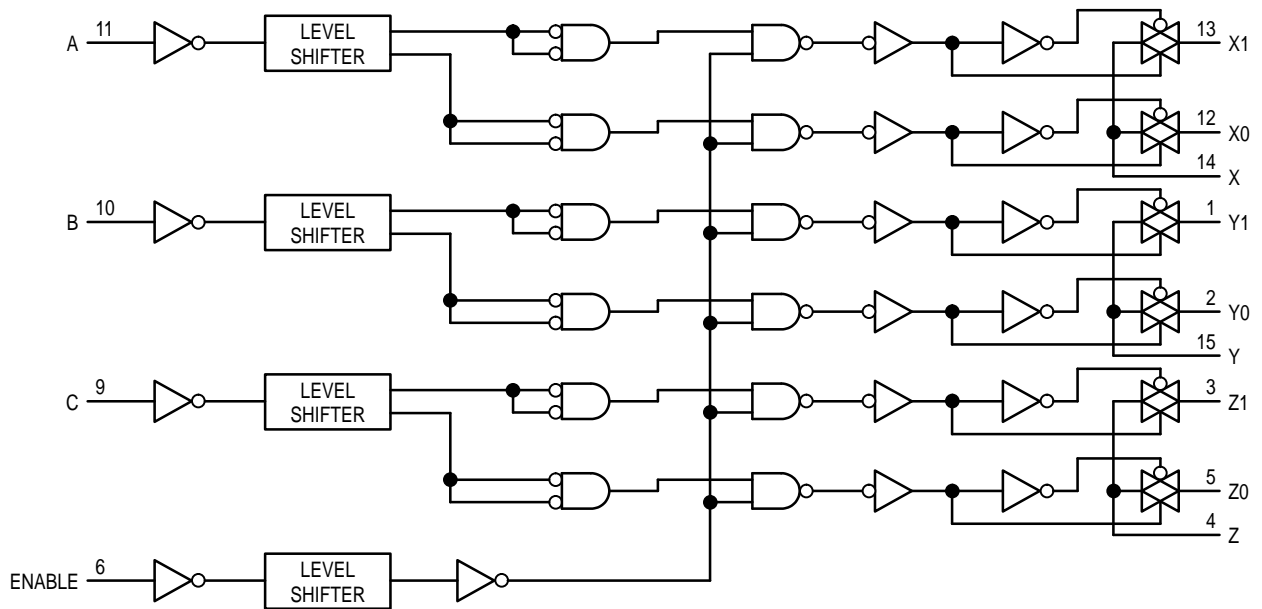 A 11 LEVEL SHIFTER 13 X1
12 X0
14 X
B 10 LEVEL SHIFTER 1 Y1
2 Y0
15 Y
C 9 LEVEL SHIFTER 3 Z1
5 Z0
4 Z
ENABLE 6 LEVEL SHIFTER